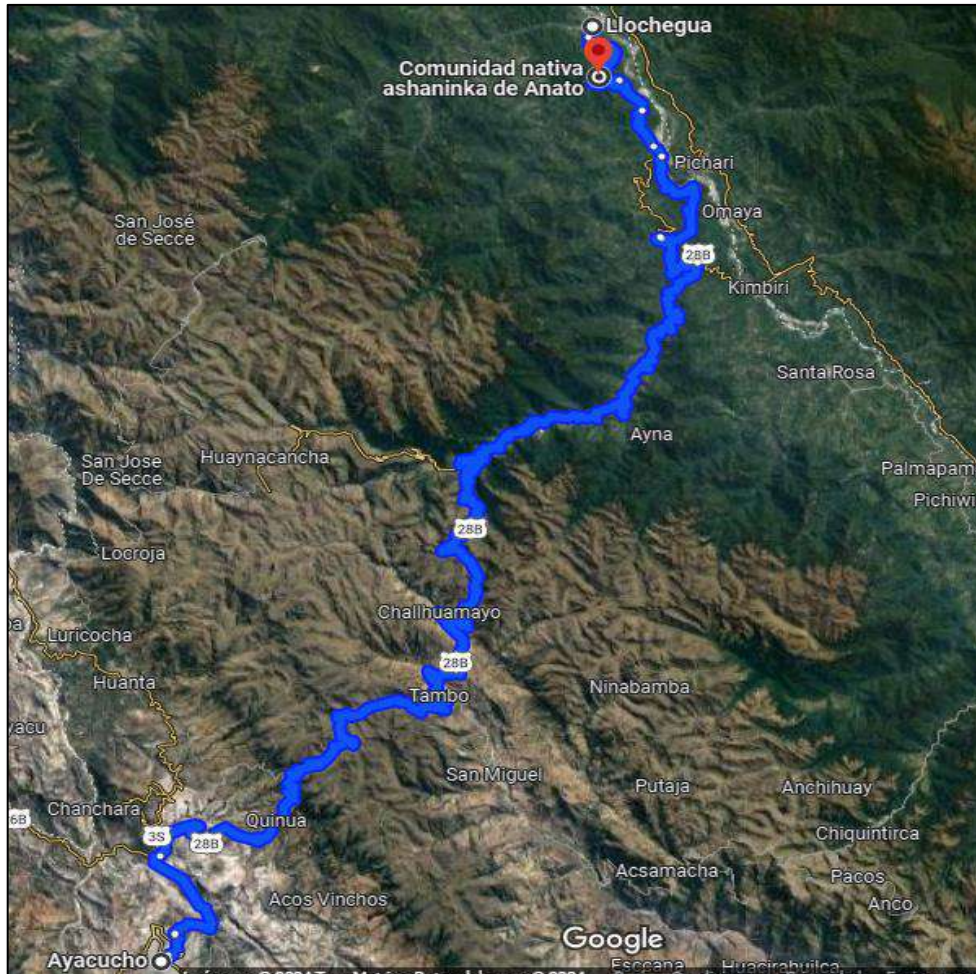 Llochegua
Comunidad nativa
ashaninka de Anato
Pichari
San José
de Secce
Omaya
28B
Kimbiri
Santa Rosa
Ayna
Huaynacancha
San Jose
De Secce
Palmapam
Pichiwi
28B
Locroja
Challhuamayo
Luricocha
28B
Huanta
Tambo
Ninabamba
San Miguel
Putaja
Anchihuay
Chanchara
Quinua
3S
28B
Chiquintirca
Acsamacha
Pacos
Acos Vinchos
Anco
Google
Ayacucho